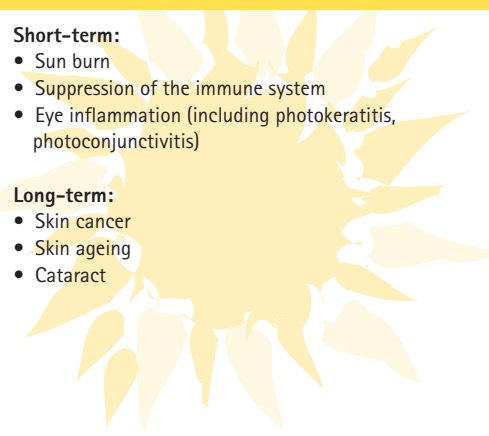 Short-term:
• Sun burn
• Suppression of the immune system
• Eye inflammation (including photokeratitis,
photoconjunctivitis)
Long-term:
• Skin cancer
• Skin ageing
• Cataract